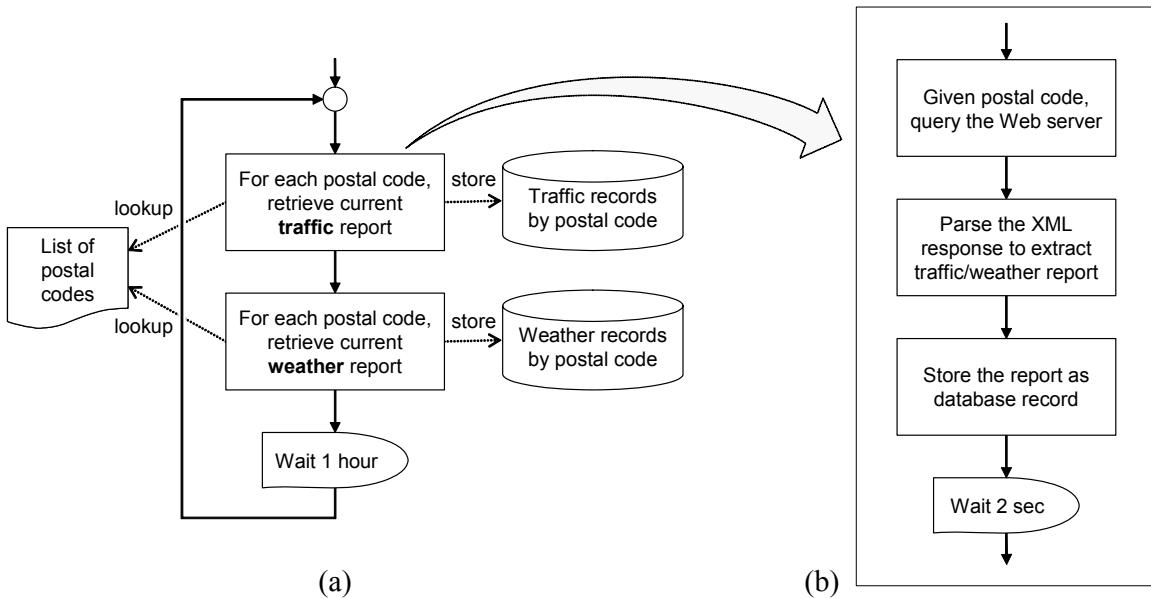 For each postal code,
retrieve current
traffic report
store
Traffic records
by postal code
lookup
List of
postal
codes
lookup
For each postal code,
retrieve current
weather report
store
Weather records
by postal code
Wait 1 hour
(a)
Given postal code,
query the Web server
Parse the XML
response to extract
traffic/weather report
Store the report as
database record
Wait 2 sec
(b)